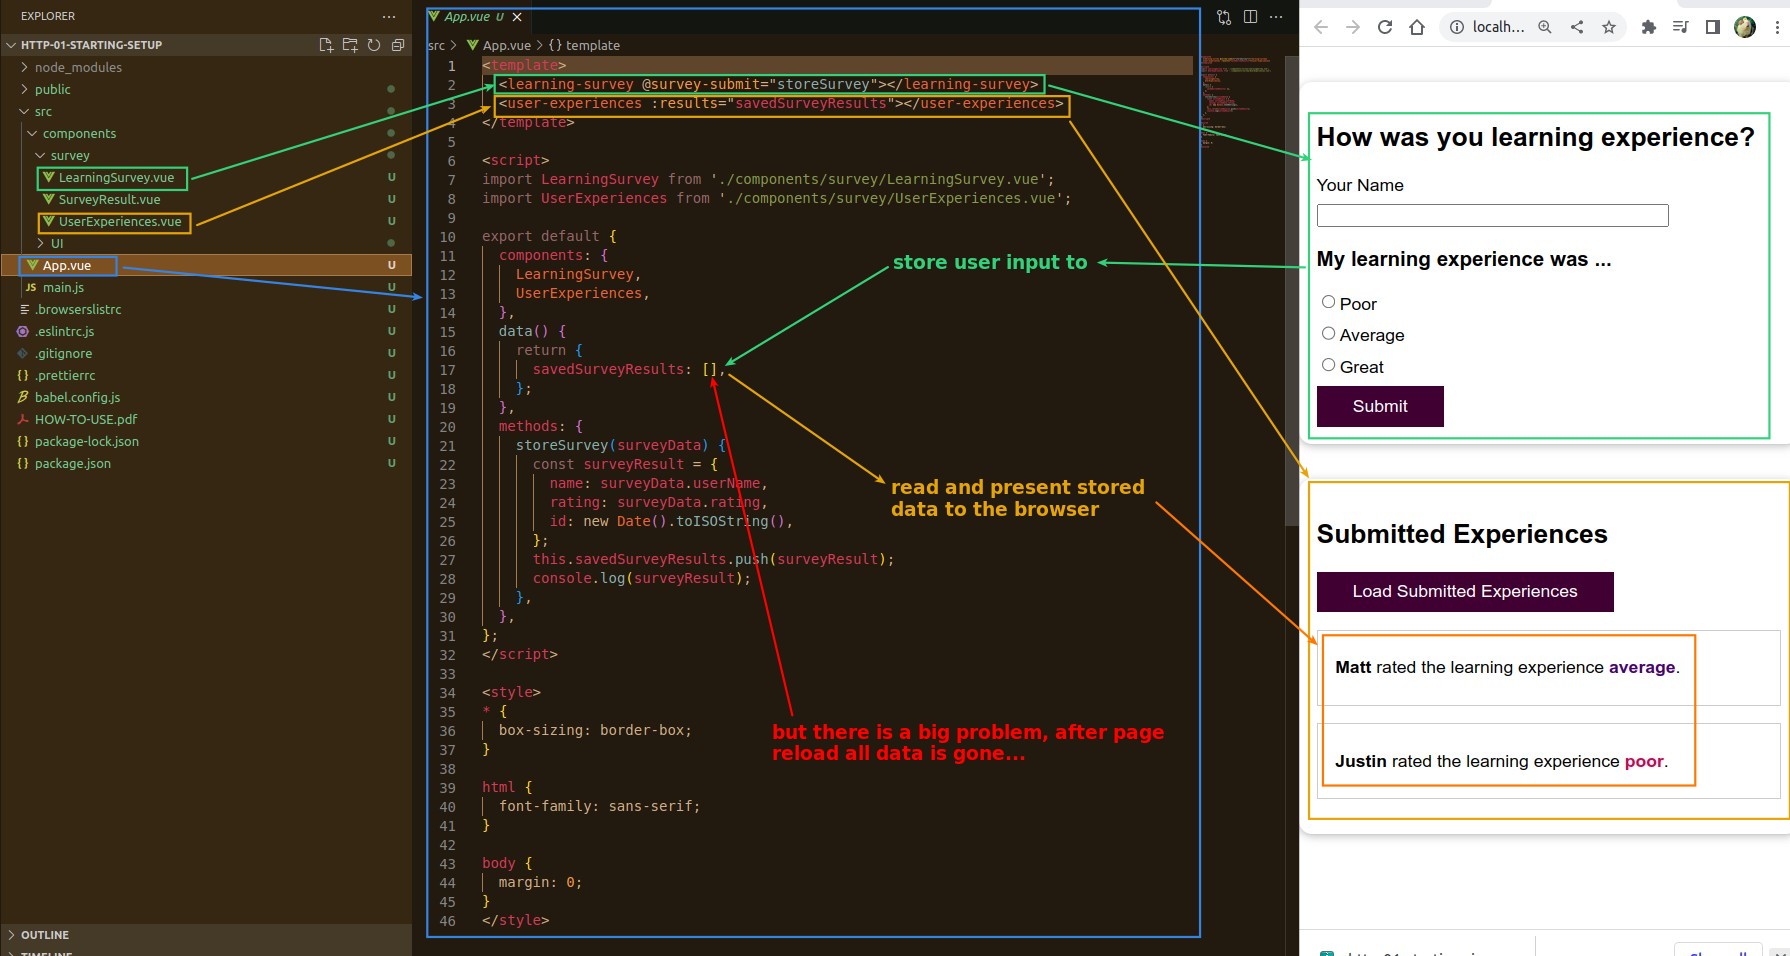 EXPLORER
HTTP-01-STARTING-SETUP
node_modules
public
src
components
survey
LearningSurvey.vue U
SurveyResult.vue U
UserExperiences.vue U
UI
App.vue U
JS main.js U
.browserslistrc U
.eslintrc.js U
.gitignore U
{} .prettierrc U
babel.config.js U
HOW-TO-USE.pdf U
{} package-lock.json U
{} package.json U
OUTLINE
TIMELINE
App.vue U
src > App.vue > {} template
1 <template>
2 <learning-survey @survey-submit="storeSurvey"></learning-survey>
3 <user-experiences :results="savedSurveyResults"></user-experiences>
4 </template>
5
6 <script>
7 import LearningSurvey from './components/survey/LearningSurvey.vue';
8 import UserExperiences from './components/survey/UserExperiences.vue';
9
10 export default {
11 components: {
12 LearningSurvey,
13 UserExperiences,
14 },
15 data() {
16 return {
17 savedSurveyResults: [],
18 };
19 },
20 methods: {
21 storeSurvey(surveyData) {
22 const surveyResult = {
23 name: surveyData.userName,
24 rating: surveyData.rating,
25 id: new Date().toISOString(),
26 };
27 this.savedSurveyResults.push(surveyResult);
28 console.log(surveyResult);
29 },
30 },
31 };
32 </script>
33
34 <style>
35 * {
36 box-sizing: border-box;
37 }
38
39 html {
40 font-family: sans-serif;
41 }
42
43 body {
44 margin: 0;
45 }
46 </style>
store user input to
read and present stored
data to the browser
but there is a big problem, after page
reload all data is gone...
localh...
How was you learning experience?
Your Name
My learning experience was ...
Poor
Average
Great
Submit
Submitted Experiences
Load Submitted Experiences
Matt rated the learning experience average.
Justin rated the learning experience poor.